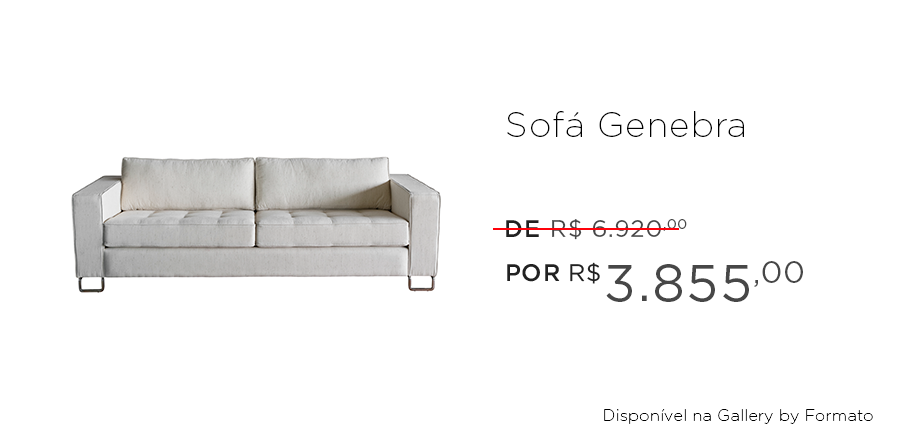 Sofá Genebra
DE R$ 6.920,00
POR R$ 3.855,00
Disponível na Gallery by Formato